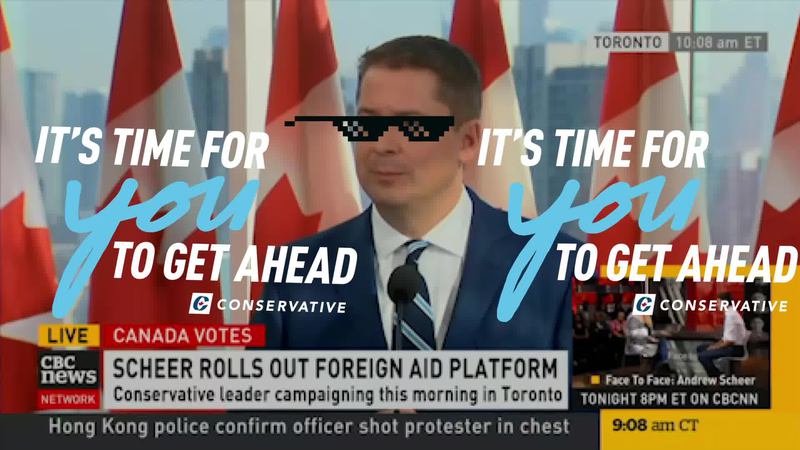 TORONTO 10:08 am ET
IT'S TIME FOR
you
TO GET AHEAD
CONSERVATIVE
IT'S TIME FOR
you
TO GET AHEAD
CONSERVATIVE
LIVE CANADA VOTES
CBC
news
NETWORK
SCHEER ROLLS OUT FOREIGN AID PLATFORM
Conservative leader campaigning this morning in Toronto
Face To Face: Andrew Scheer
TONIGHT 8PM ET ON CBCNN
Hong Kong police confirm officer shot protester in chest
9:08 am CT